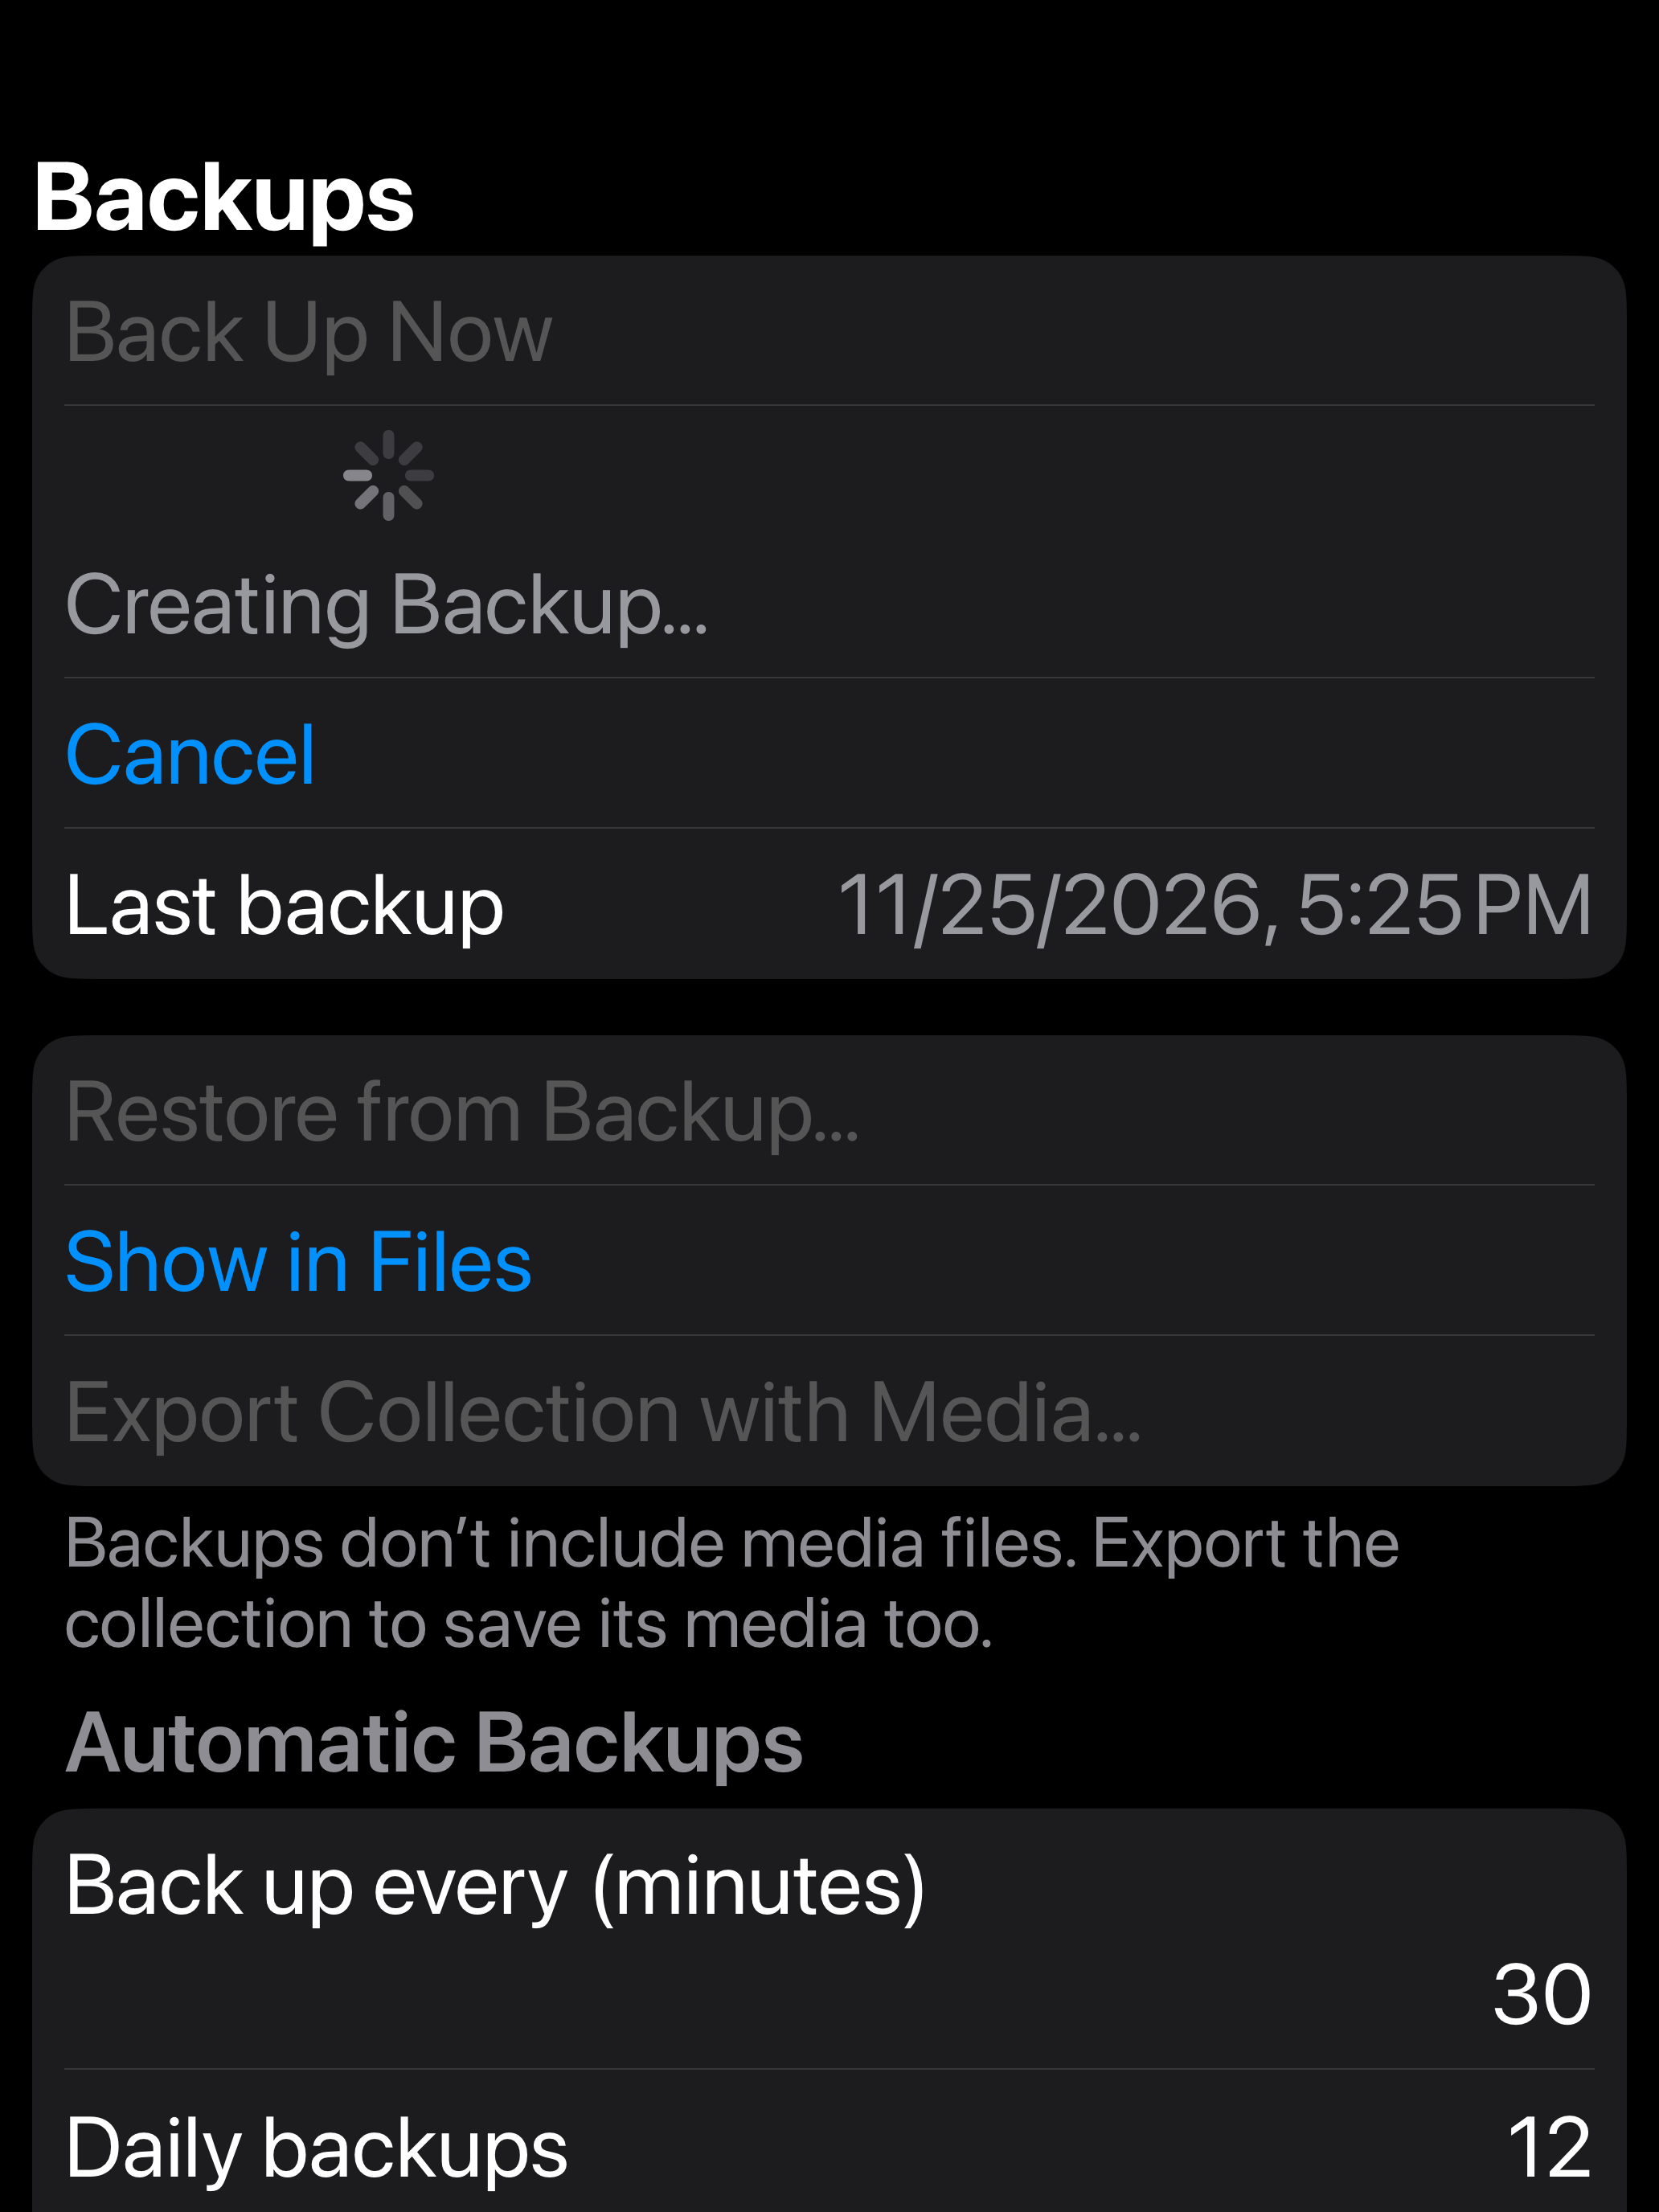 Backups
Back Up Now
Creating Backup...
Cancel
Last backup 11/25/2026, 5:25 PM
Restore from Backup...
Show in Files
Export Collection with Media...
Backups don’t include media files. Export the
collection to save its media too.
Automatic Backups
Back up every (minutes)
30
Daily backups 12